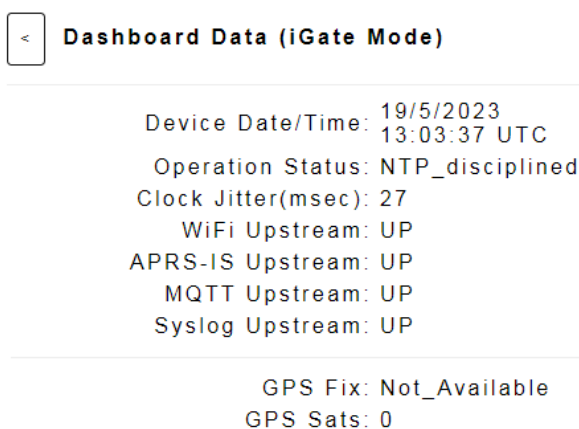 < Dashboard Data (iGate Mode)
Device Date/Time: 19/5/2023
13:03:37 UTC
Operation Status: NTP_disciplined
Clock Jitter(msec): 27
WiFi Upstream: UP
APRS-IS Upstream: UP
MQTT Upstream: UP
Syslog Upstream: UP
GPS Fix: Not_Available
GPS Sats: 0